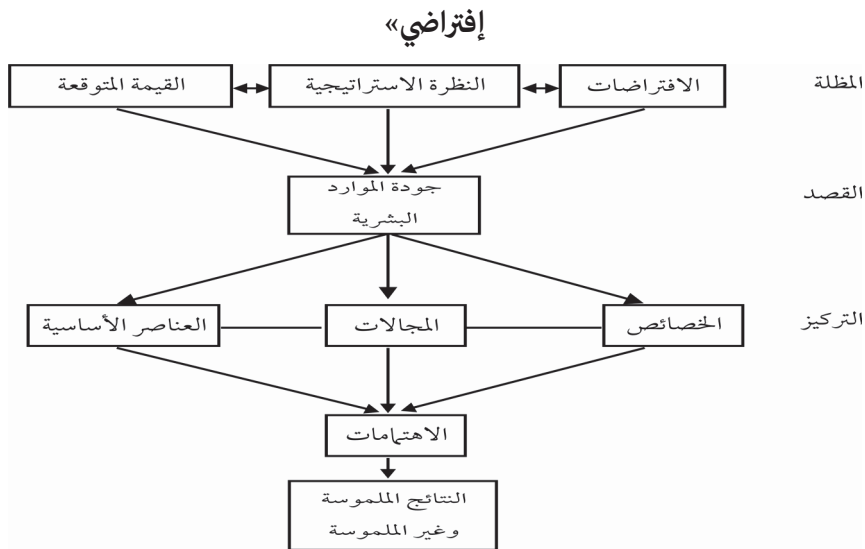 إفتراضي»
المظلة
الافتراضات
النظرة الاستراتيجية
القيمة المتوقعة
القصد
جودة الموارد
البشرية
التركيز
الخصائص
المجالات
العناصر الأساسية
الاهتمامات
النتائج الملموسة
وغير الملموسة